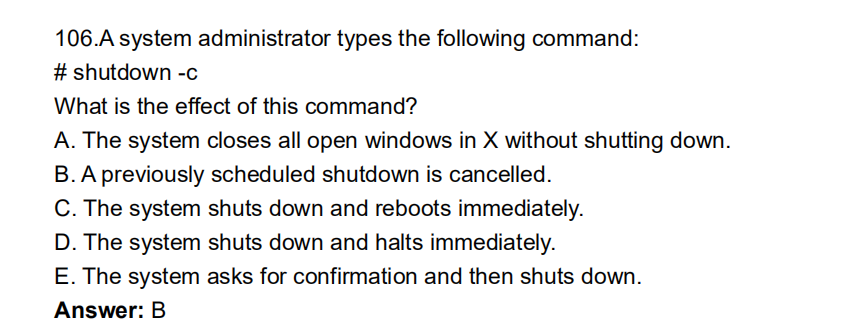 106.A system administrator types the following command:
# shutdown -c
What is the effect of this command?
A. The system closes all open windows in X without shutting down.
B. A previously scheduled shutdown is cancelled.
C. The system shuts down and reboots immediately.
D. The system shuts down and halts immediately.
E. The system asks for confirmation and then shuts down.
Answer: B